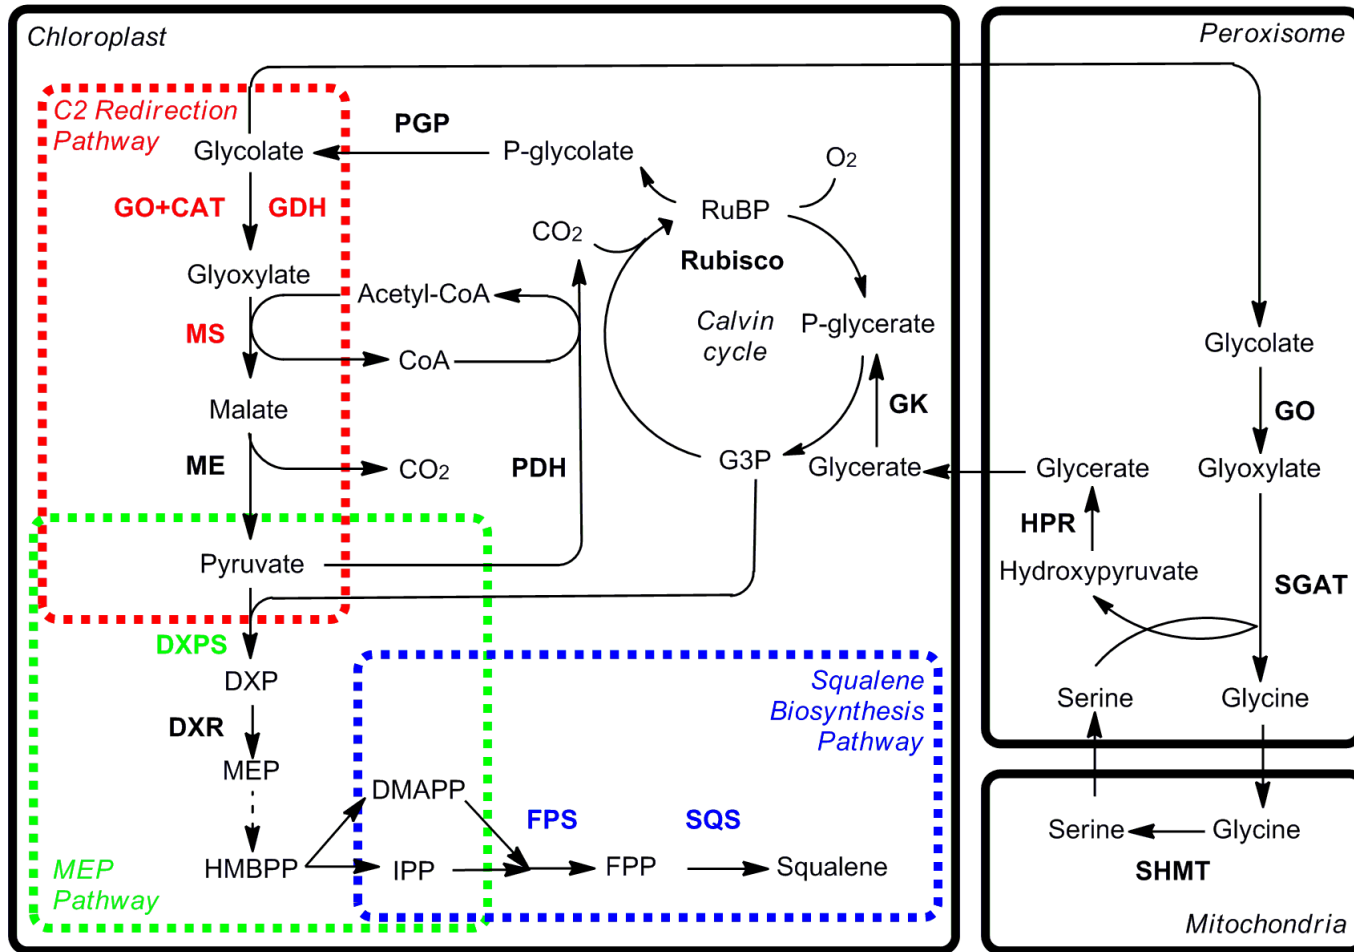 Chloroplast
Peroxisome
C2 Redirection
Pathway
PGP
Glycolate
P-glycolate
O2
GO+CAT
GDH
RuBP
CO2
Rubisco
Glyoxylate
Acetyl-CoA
MS
CoA
Calvin
cycle
P-glycerate
Glycolate
Malate
GK
GO
ME
CO2
PDH
G3P
Glycerate
Glycerate
Glyoxylate
HPR
Pyruvate
Hydroxypyruvate
SGAT
DXPS
DXP
Squalene
Biosynthesis
Pathway
Serine
Glycine
DXR
MEP
DMAPP
FPS
SQS
Serine
Glycine
HMBPP
IPP
FPP
Squalene
SHMT
MEP
Pathway
Mitochondria